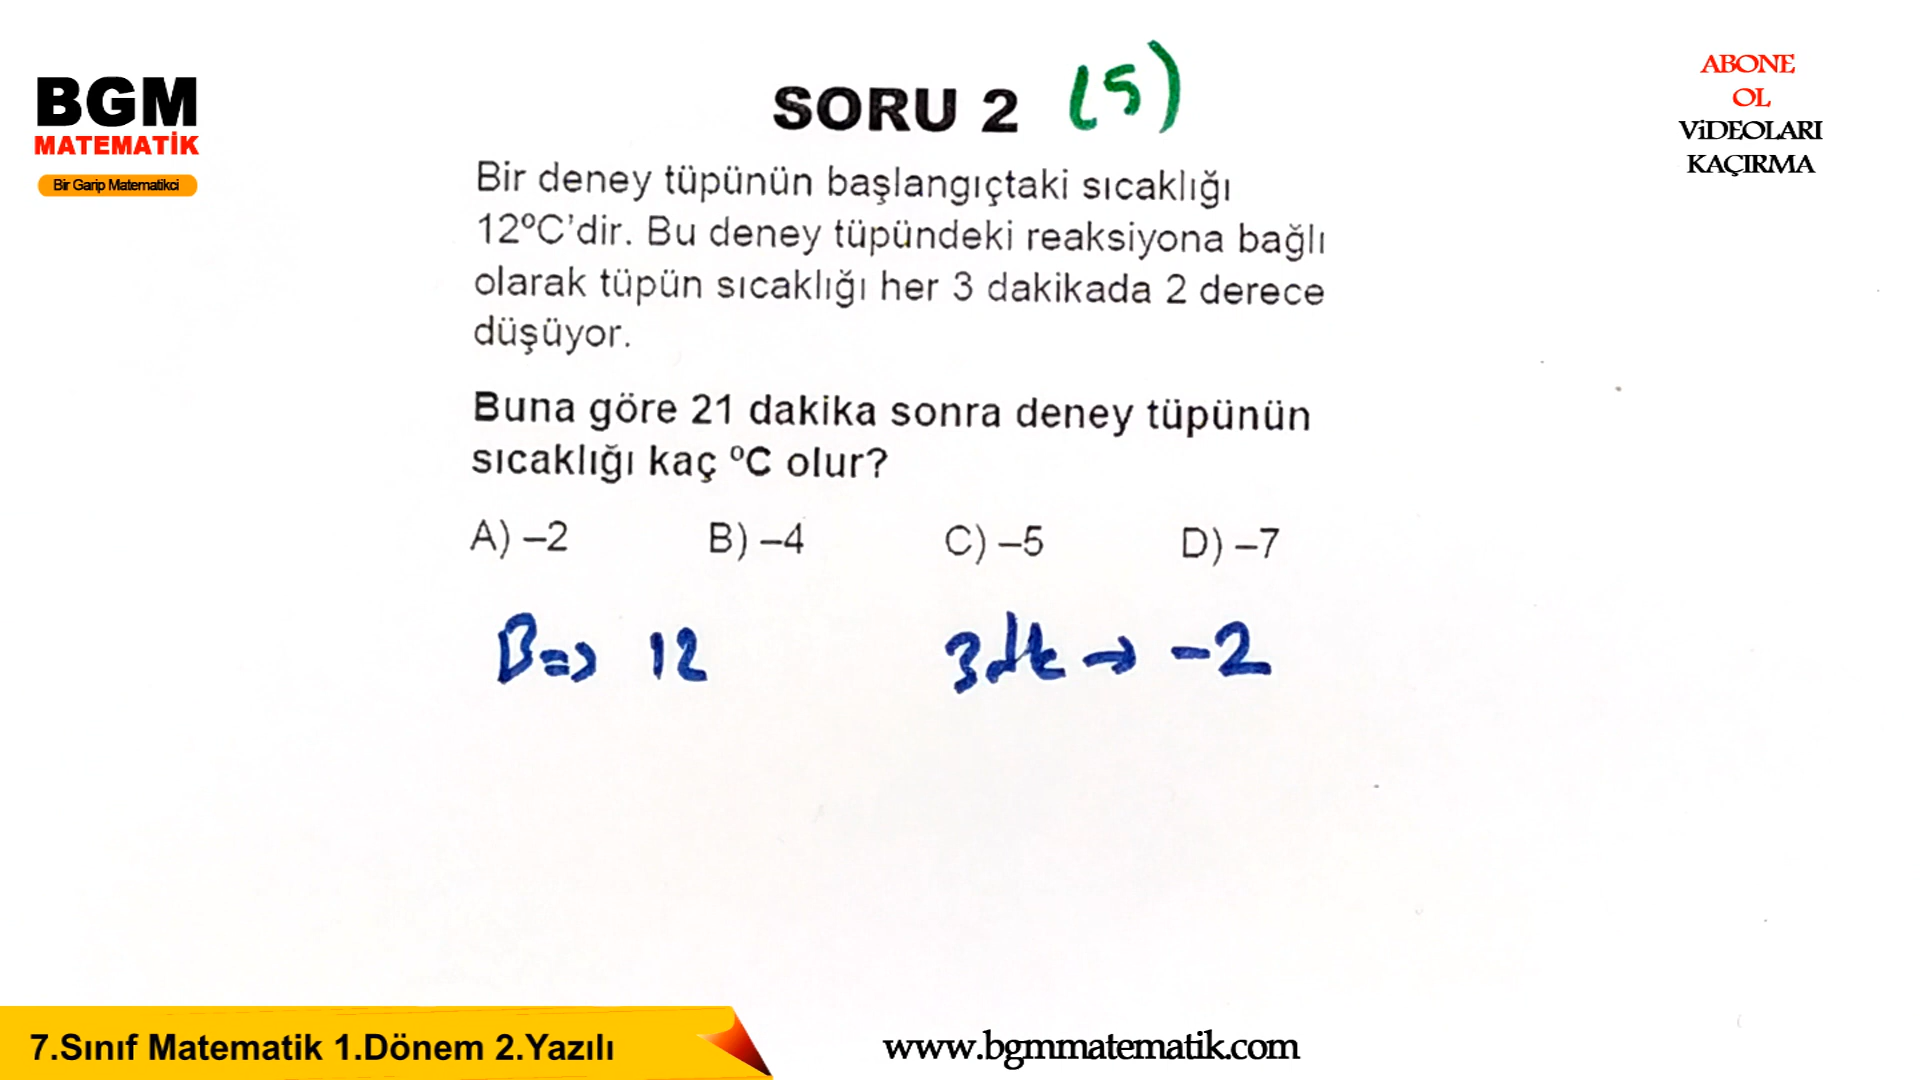 BGM
MATEMATİK
Bir Garip Matematikci
ABONE
OL
ViDEOLARI
KAÇIRMA
SORU 2 (5)
Bir deney tüpünün başlangıçtaki sıcaklığı
12ºC'dir. Bu deney tüpündeki reaksiyona bağlı
olarak tüpün sıcaklığı her 3 dakikada 2 derece
düşüyor.
Buna göre 21 dakika sonra deney tüpünün
sıcaklığı kaç ºC olur?
A) –2 B) –4 C) –5 D) –7
B=> 12 3dk → -2
7.Sınıf Matematik 1.Dönem 2.Yazılı
www.bgmmatematik.com